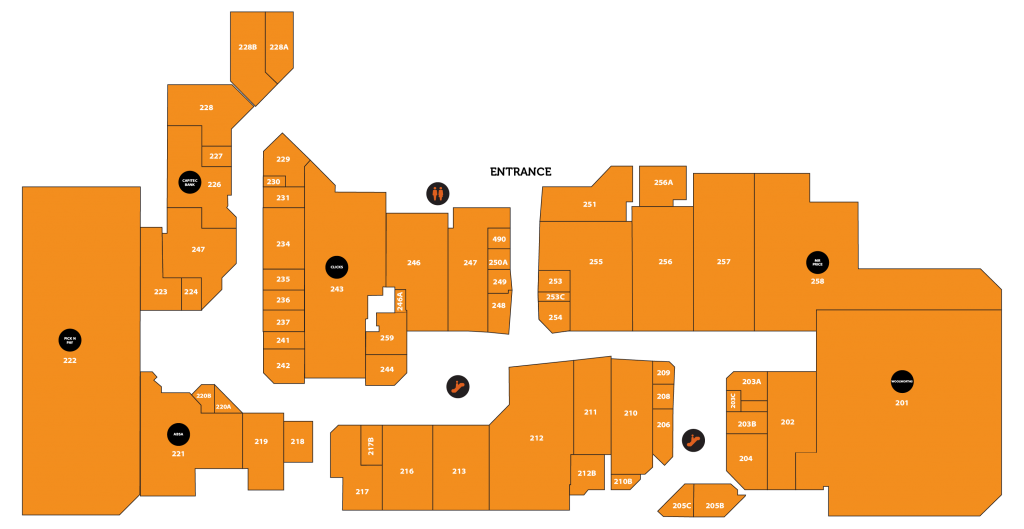 228B
228A
228
227
CAPITEC
BANK
226
229
230
231
ENTRANCE
256A
251
234
247
490
250A
249
248
246
247
246A
CLICKS
243
235
236
237
241
242
259
244
223
224
255
256
257
253
253C
254
MR
PRICE
258
PICK N
PAY
222
220B
220A
ABSA
221
219
218
217B
217
216
213
212
211
210
209
208
206
212B
210B
203A
203C
203B
204
202
WOOLWORTHS
201
205C
205B